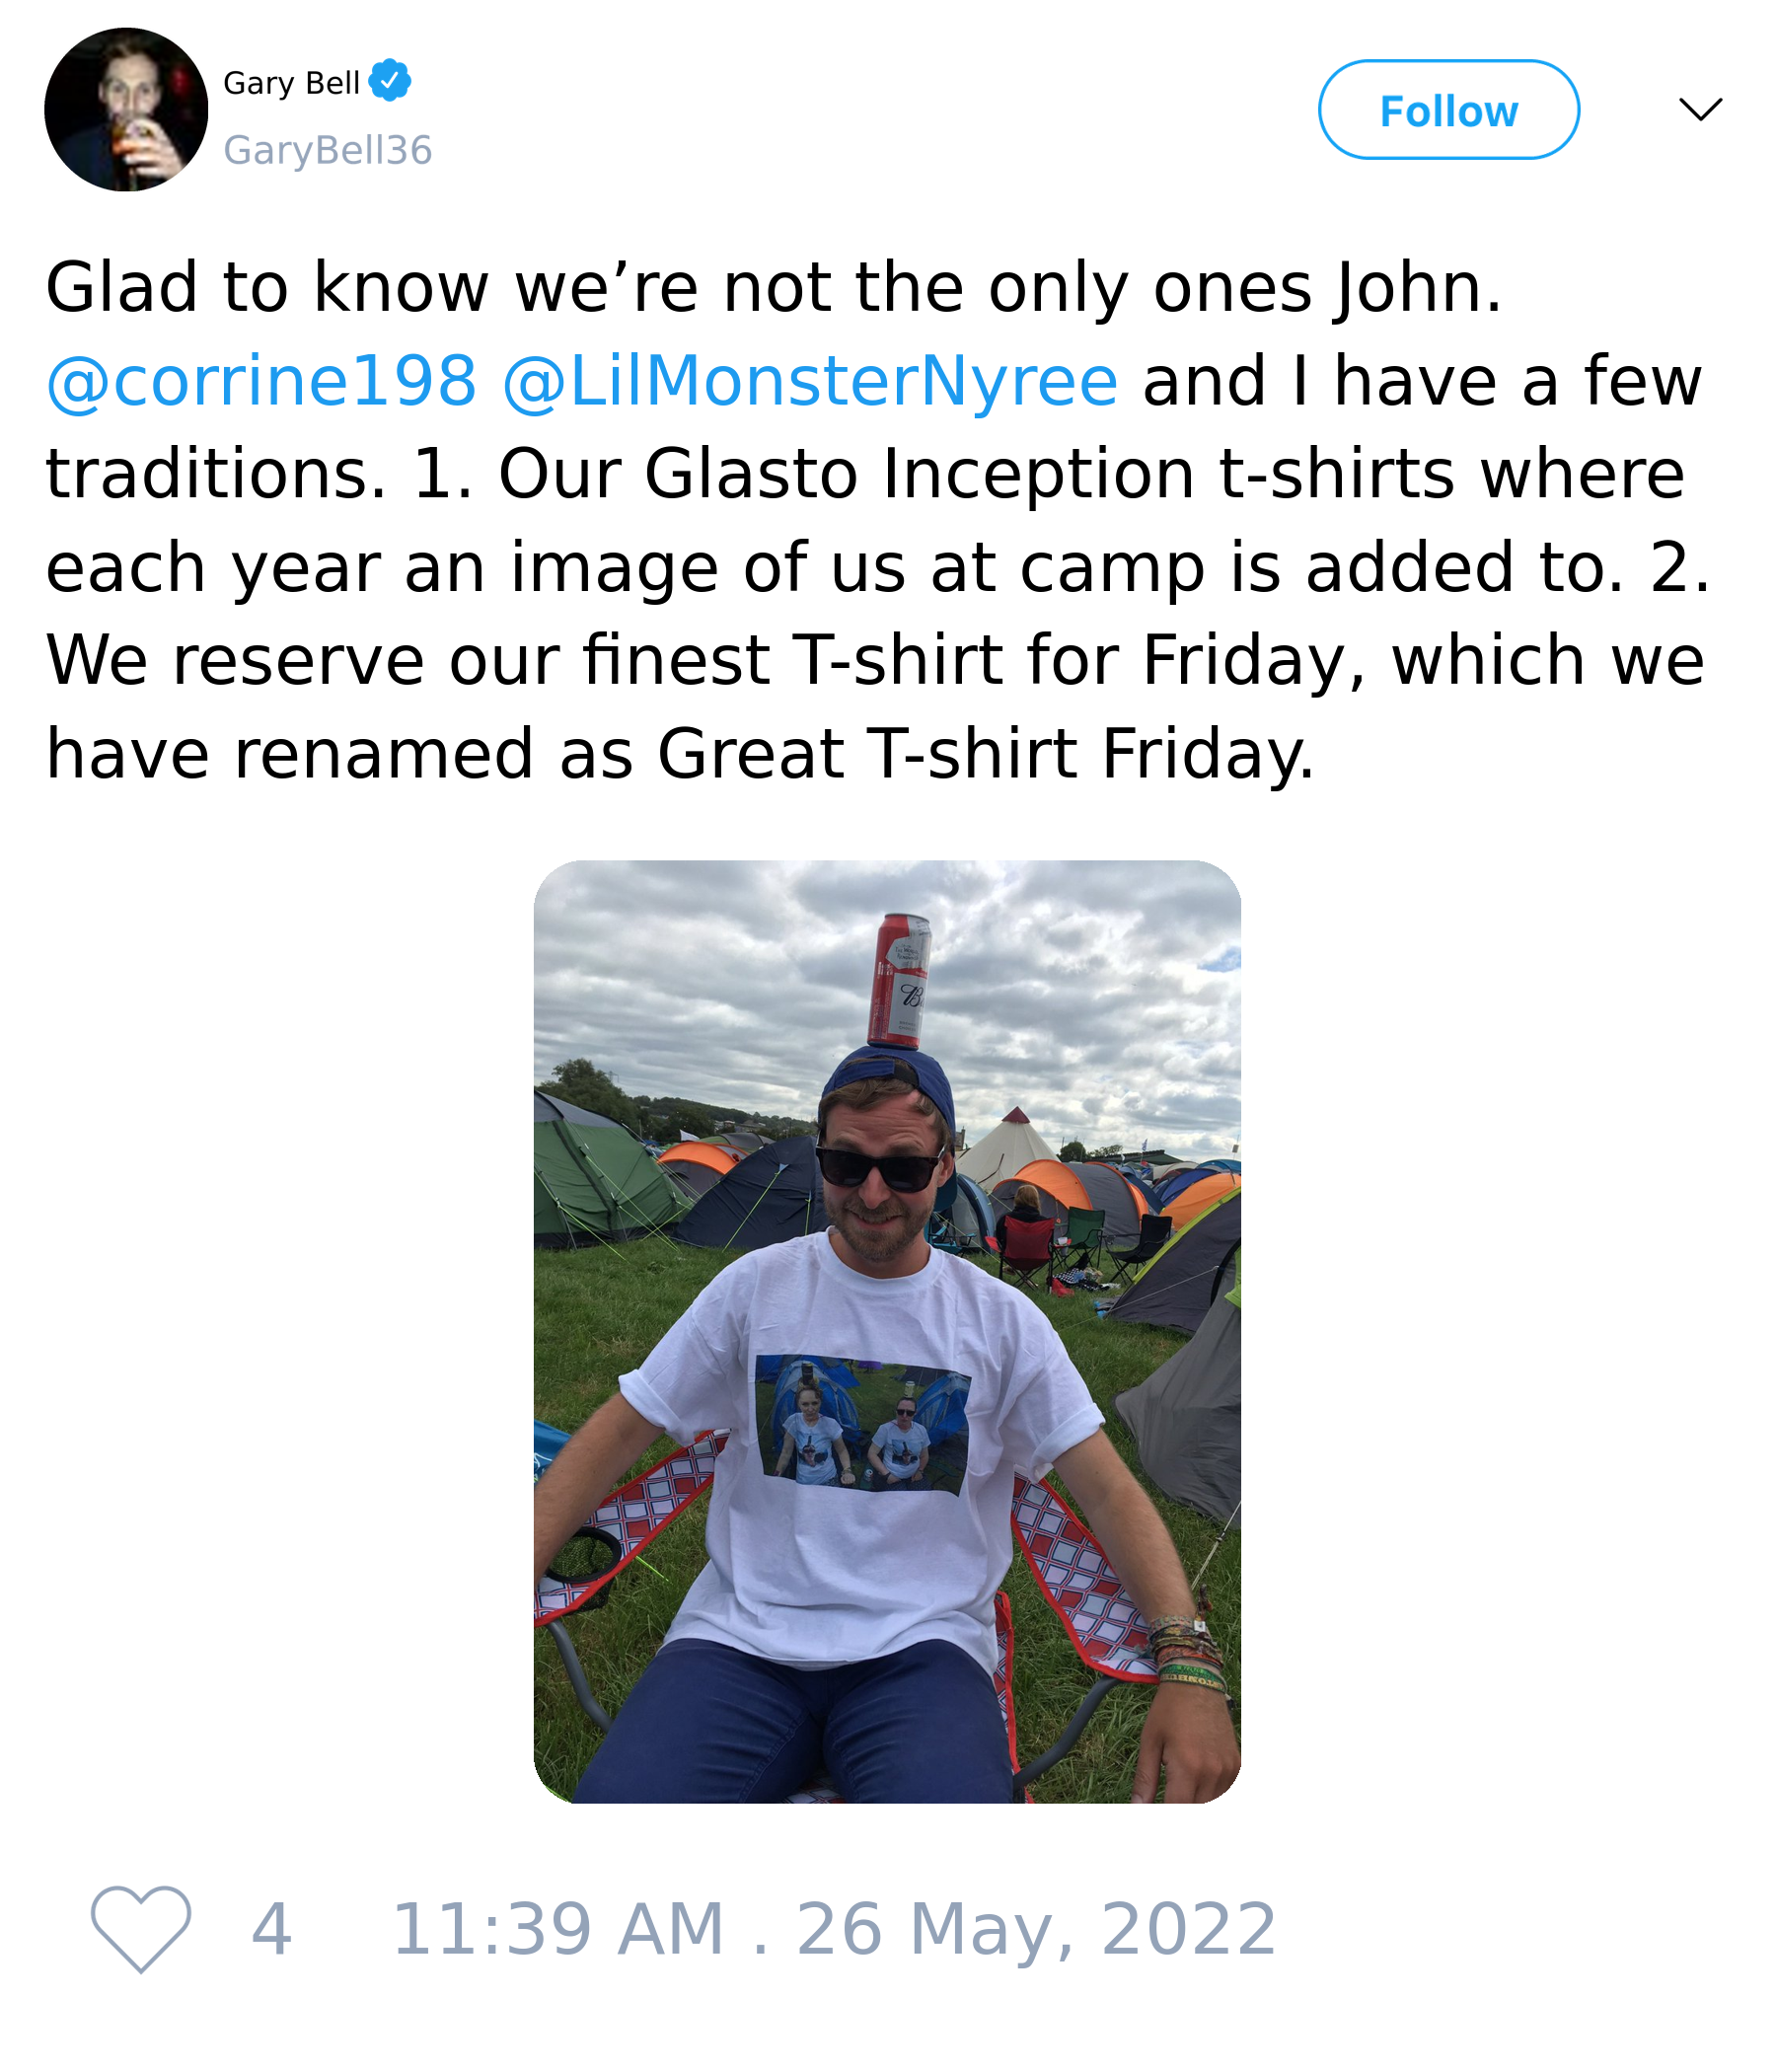 Gary Bell
GaryBell36
Follow
Glad to know we’re not the only ones John.
@corrine198 @LilMonsterNyree and I have a few
traditions. 1. Our Glasto Inception t-shirts where
each year an image of us at camp is added to. 2.
We reserve our finest T-shirt for Friday, which we
have renamed as Great T-shirt Friday.
4 11:39 AM . 26 May, 2022